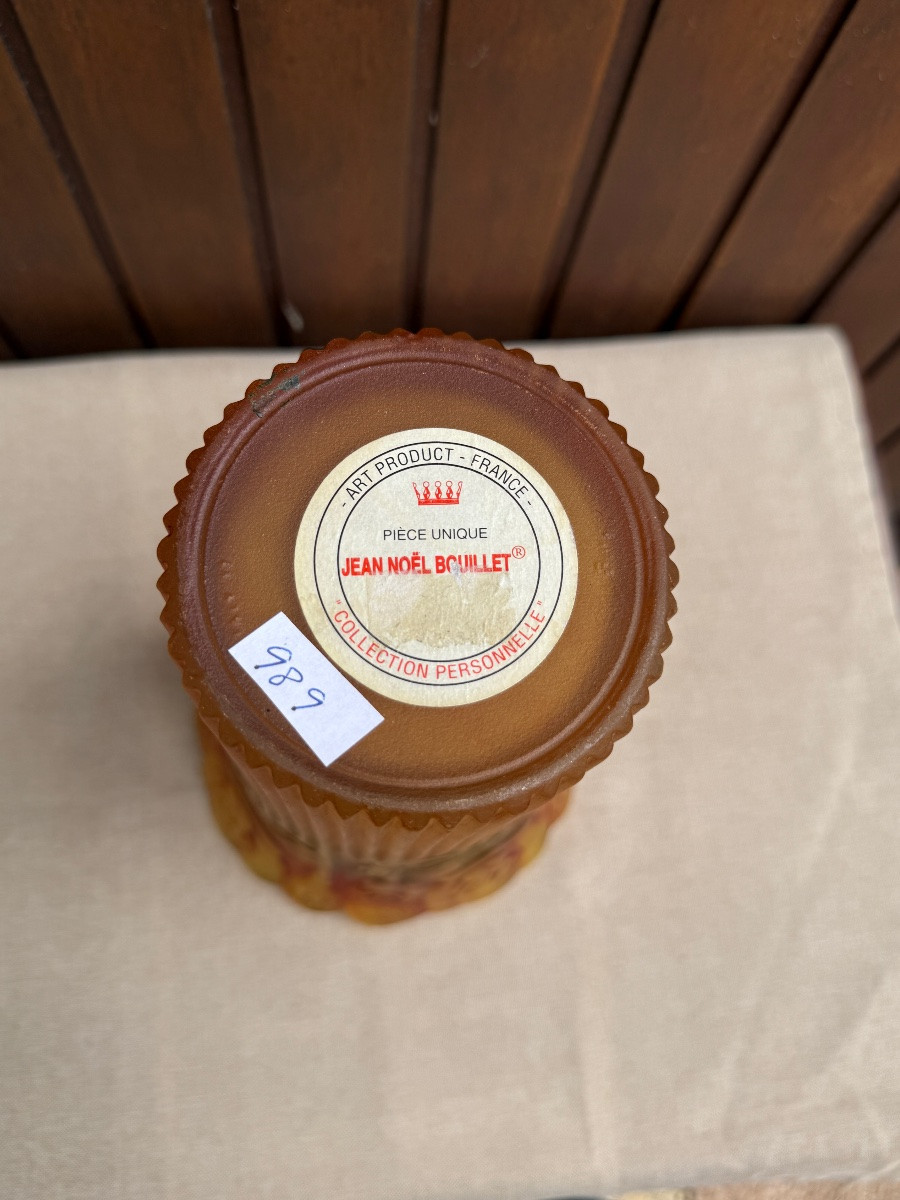 - ART PRODUCT - FRANCE -
PIÈCE UNIQUE
JEAN NOËL BOUILLET®
" COLLECTION PERSONNELLE "
989